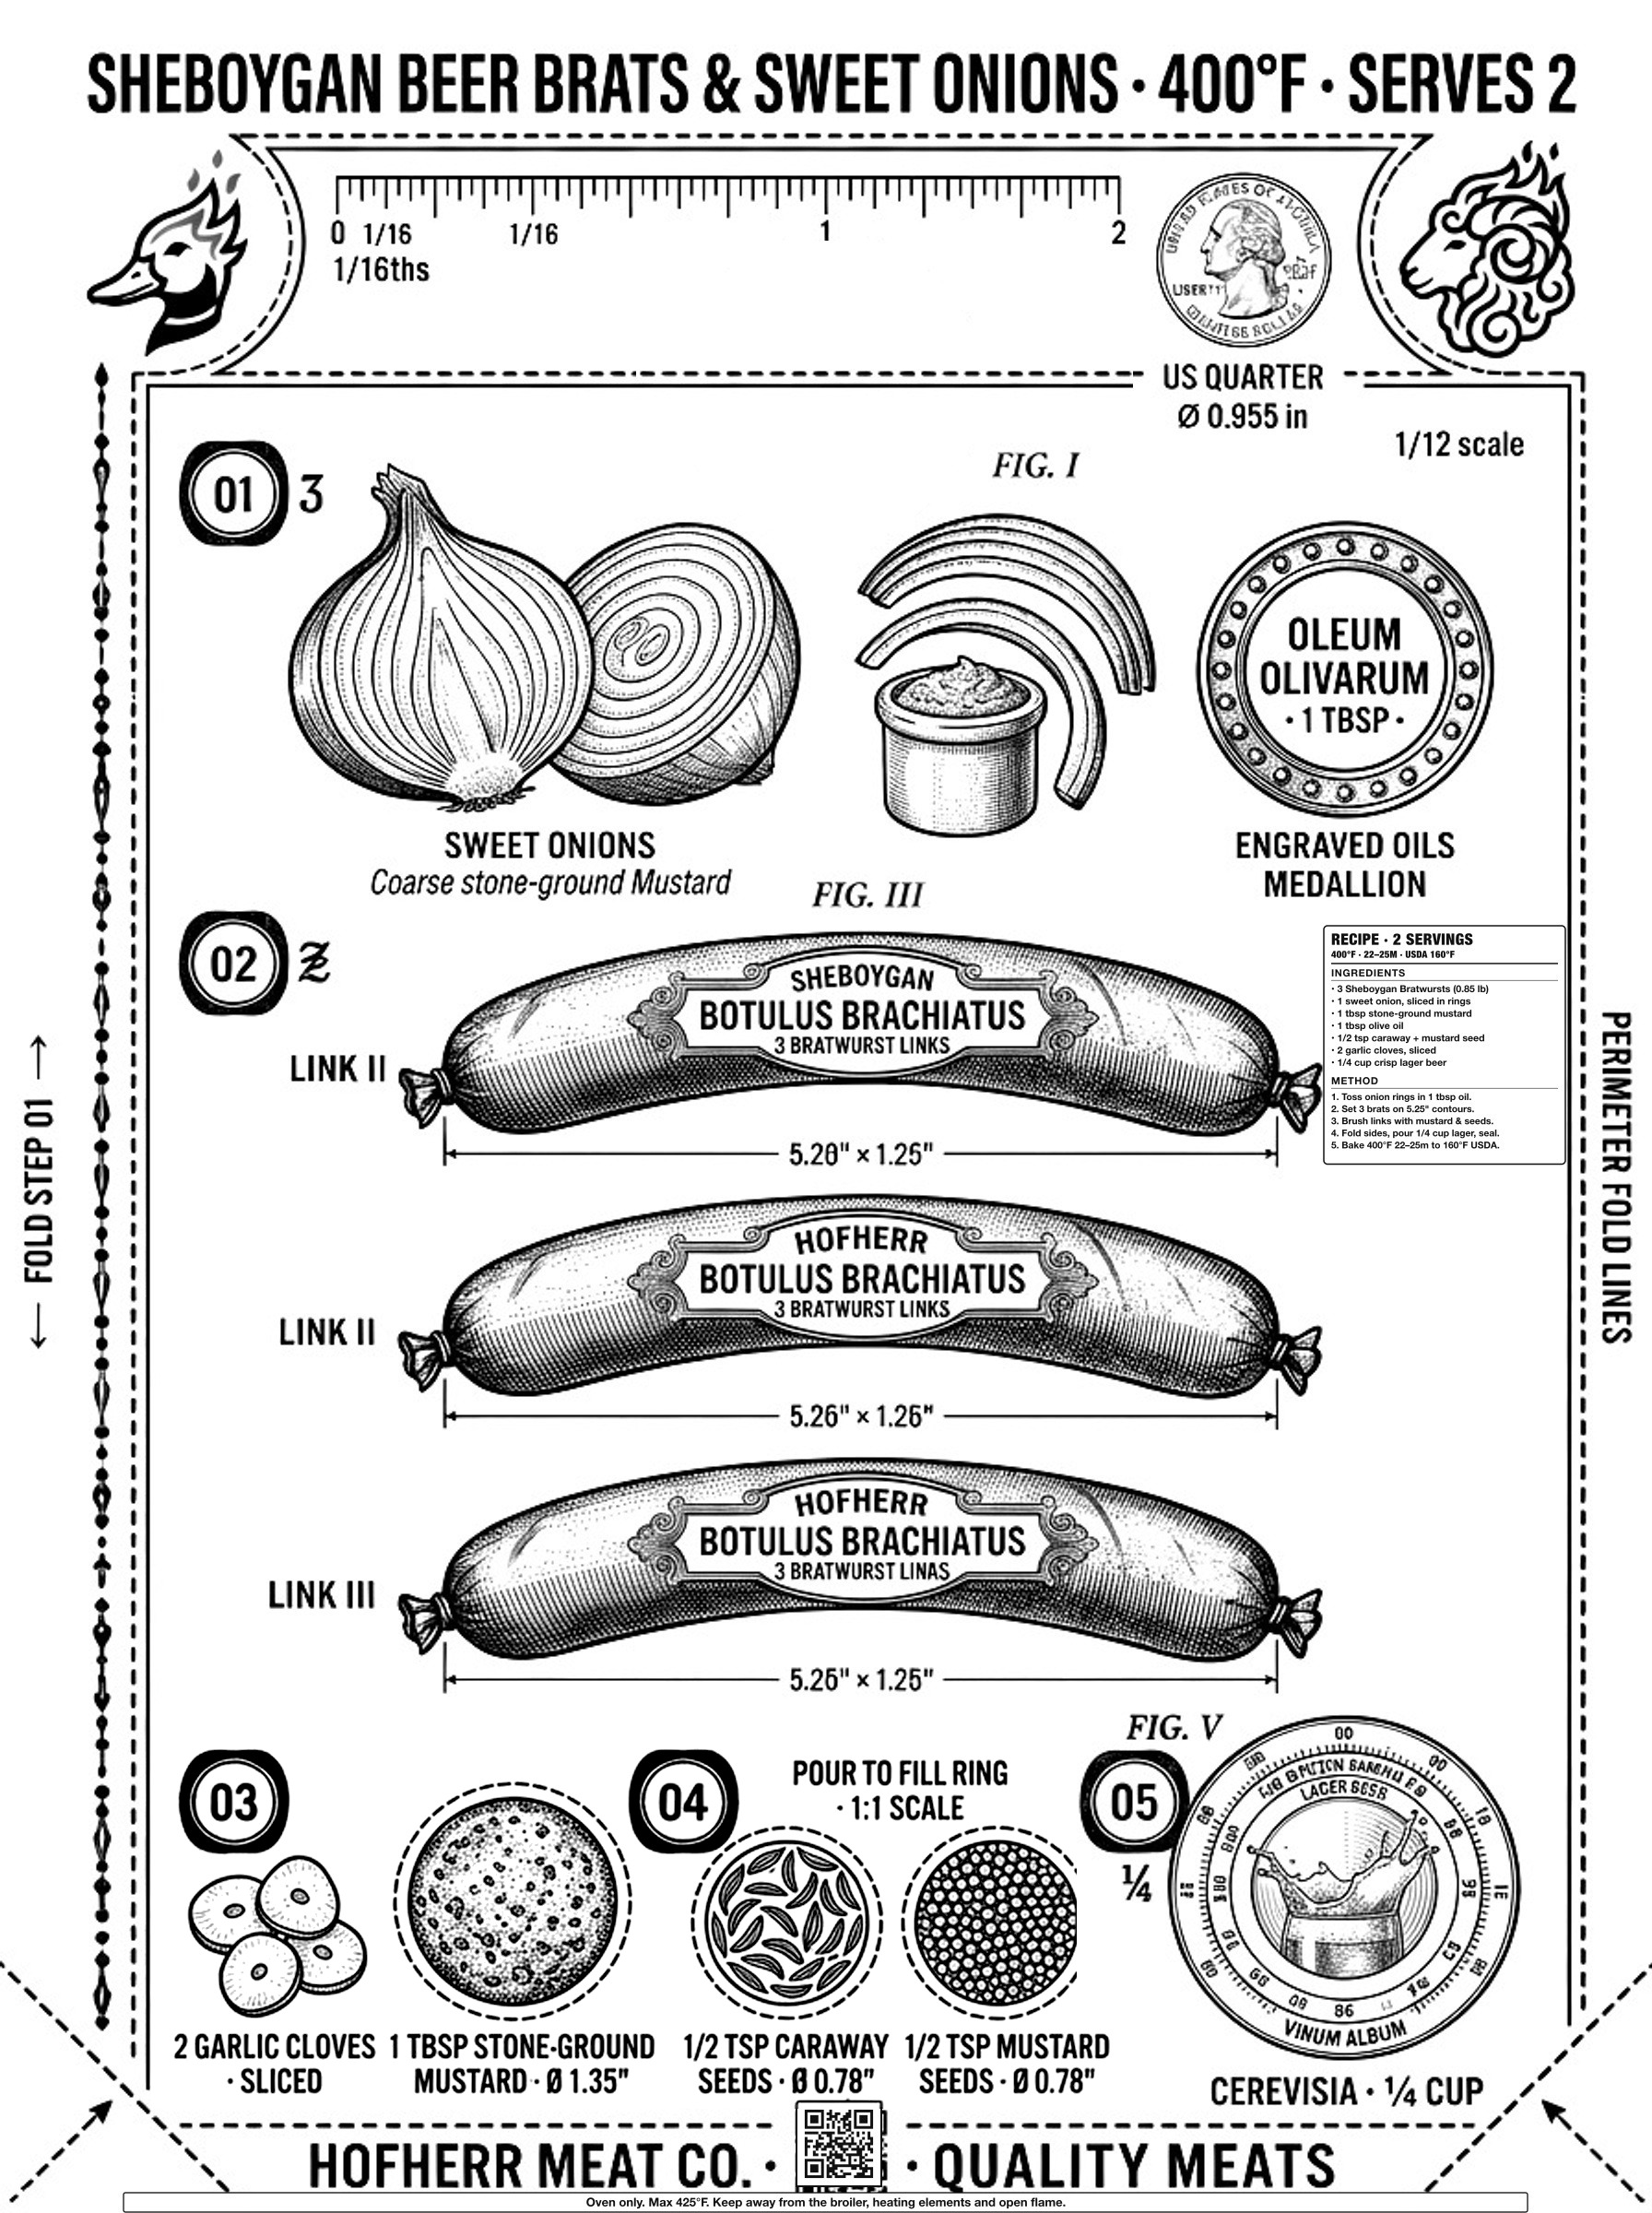 SHEBOYGAN BEER BRATS & SWEET ONIONS · 400°F · SERVES 2
0 1/16 1/16 1 2
1/16ths
US QUARTER
Ø 0.955 in
1/12 scale
FIG. I
01 3
OLEUM
OLIVARUM
· 1 TBSP ·
SWEET ONIONS
Coarse stone-ground Mustard
ENGRAVED OILS
MEDALLION
FIG. III
02
SHEBOYGAN
BOTULUS BRACHIATUS
3 BRATWURST LINKS
LINK II
5.20" × 1.25"
RECIPE · 2 SERVINGS
400°F · 22–25M · USDA 160°F
INGREDIENTS
· 3 Sheboygan Bratwursts (0.85 lb)
· 1 sweet onion, sliced in rings
· 1 tbsp stone-ground mustard
· 1 tbsp olive oil
· 1/2 tsp caraway + mustard seed
· 2 garlic cloves, sliced
· 1/4 cup crisp lager beer
METHOD
1. Toss onion rings in 1 tbsp oil.
2. Set 3 brats on 5.25" contours.
3. Brush links with mustard & seeds.
4. Fold sides, pour 1/4 cup lager, seal.
5. Bake 400°F 22–25m to 160°F USDA.
← FOLD STEP 01 →
PERIMETER FOLD LINES
HOFHERR
BOTULUS BRACHIATUS
3 BRATWURST LINKS
LINK II
5.26" × 1.26"
HOFHERR
BOTULUS BRACHIATUS
3 BRATWURST LINAS
LINK III
5.25" × 1.25"
FIG. V
03
04
POUR TO FILL RING
· 1:1 SCALE
05
¼
LAGER
86
VINUM ALBUM
2 GARLIC CLOVES
· SLICED
1 TBSP STONE-GROUND
MUSTARD · Ø 1.35"
1/2 TSP CARAWAY
SEEDS · Ø 0.78"
1/2 TSP MUSTARD
SEEDS · Ø 0.78"
CEREVISIA · ¼ CUP
HOFHERR MEAT CO. · · QUALITY MEATS
Oven only. Max 425°F. Keep away from the broiler, heating elements and open flame.